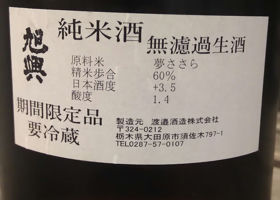 旭興
純米酒
無濾過生酒
原料米 夢ささら
精米歩合 60%
日本酒度 +3.5
酸度 1.4
期間限定品
要冷蔵
製造元 渡邉酒造株式会社
〒324-0212
栃木県大田原市須佐木797-1
TEL0287-57-0107